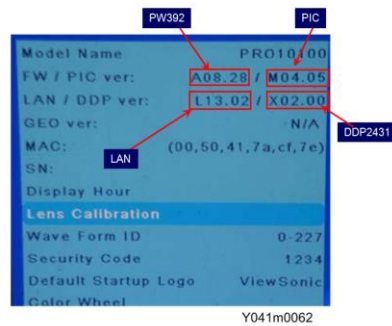 PW392 PIC
Model Name PRO10100
FW / PIC ver: A08.28 / M04.05
LAN / DDP ver: L13.02 / X02.00
GEO ver: N/A
DDP2431
MAC: (00,50,41,7a,cf,7e)
LAN
SN:
Display Hour
Lens Calibration
Wave Form ID 0-227
Security Code 1234
Default Startup Logo ViewSonic
Color Wheel
Y041m0062